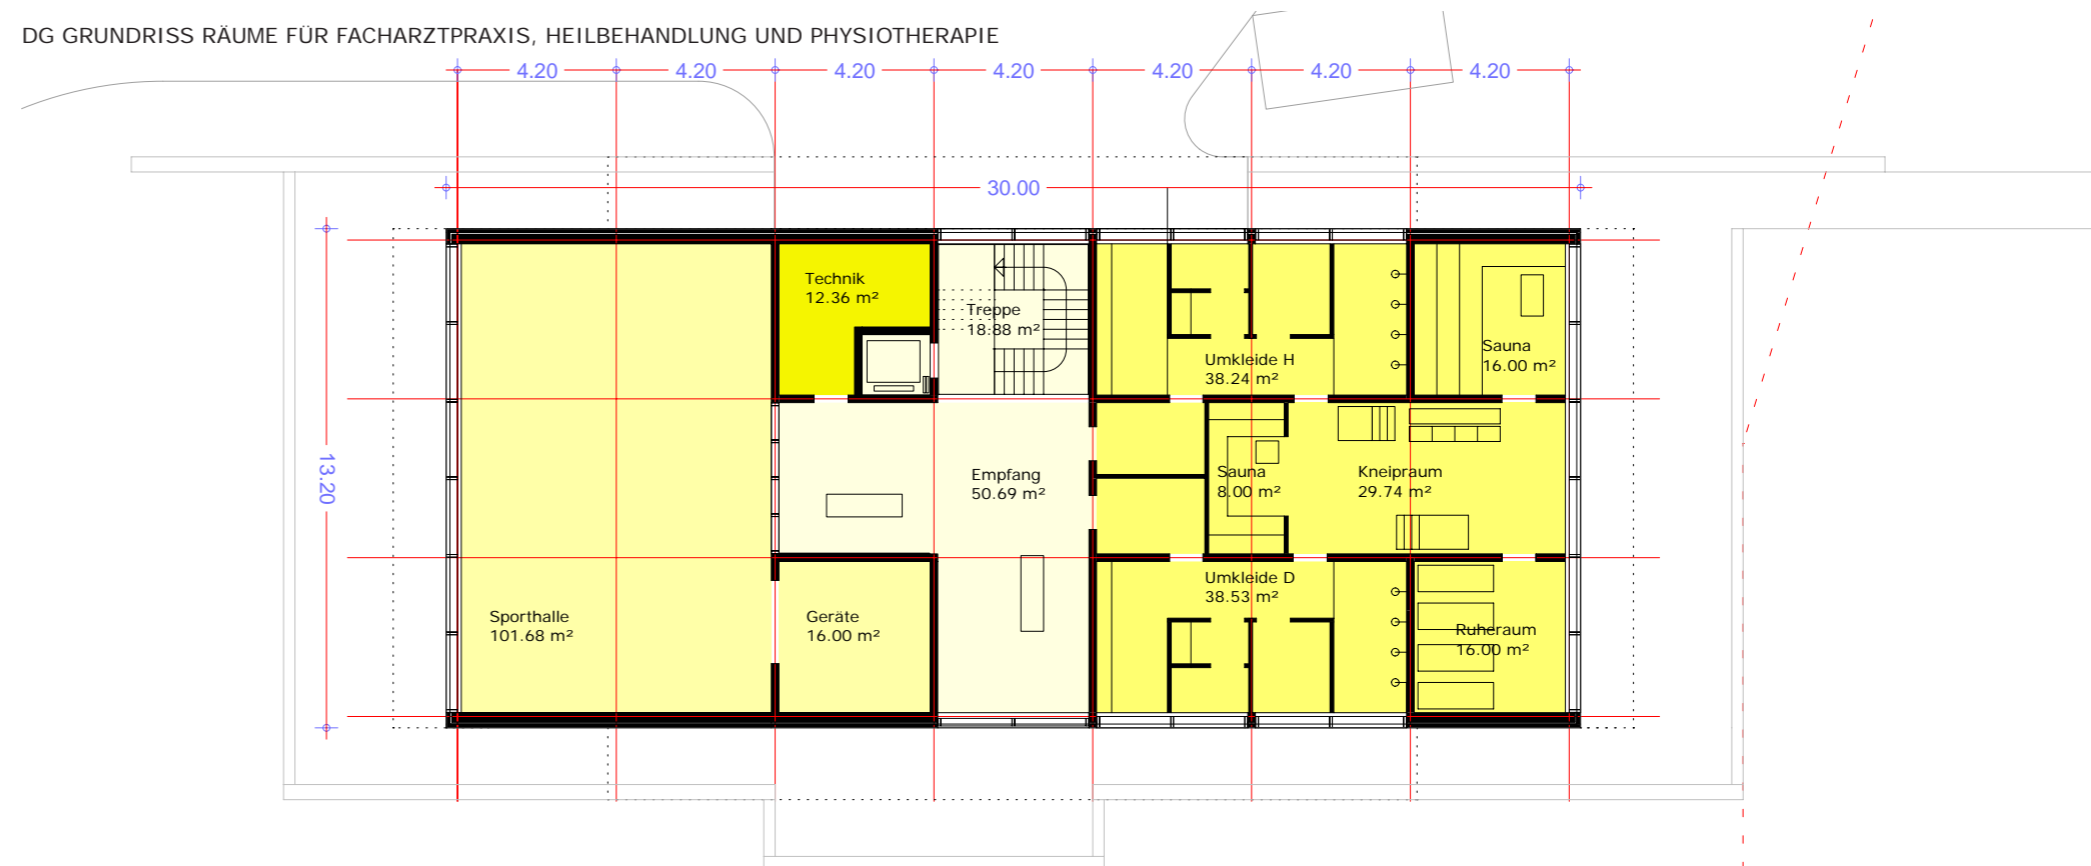 DG GRUNDRISS RÄUME FÜR FACHARZTPRAXIS, HEILBEHANDLUNG UND PHYSIOTHERAPIE
4.20 4.20 4.20 4.20 4.20 4.20 4.20
30.00
13.20
Technik
12.36 m²
Treppe
18.88 m²
Umkleide H
38.24 m²
Sauna
16.00 m²
Empfang
50.69 m²
Sauna
8.00 m²
Kneipraum
29.74 m²
Sporthalle
101.68 m²
Geräte
16.00 m²
Umkleide D
38.53 m²
Ruheraum
16.00 m²